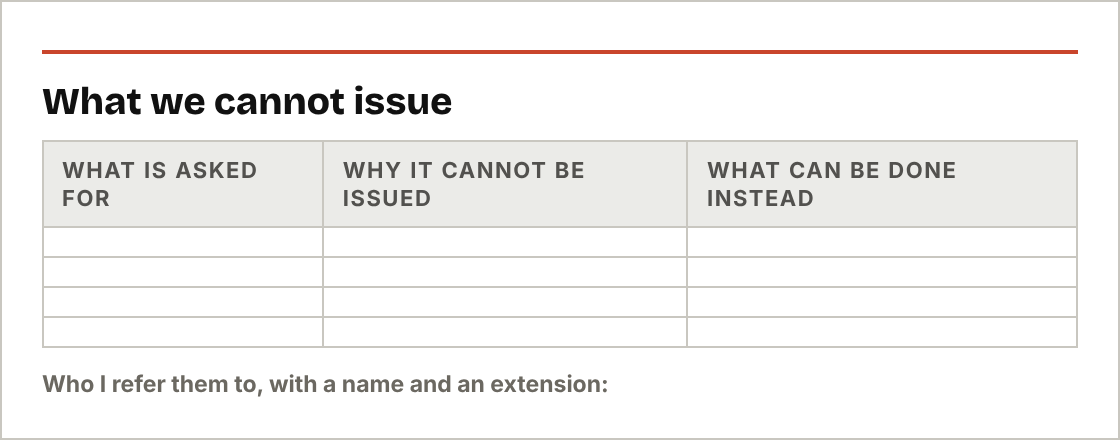 What we cannot issue
WHAT IS ASKED
FOR
WHY IT CANNOT BE
ISSUED
WHAT CAN BE DONE
INSTEAD
Who I refer them to, with a name and an extension: